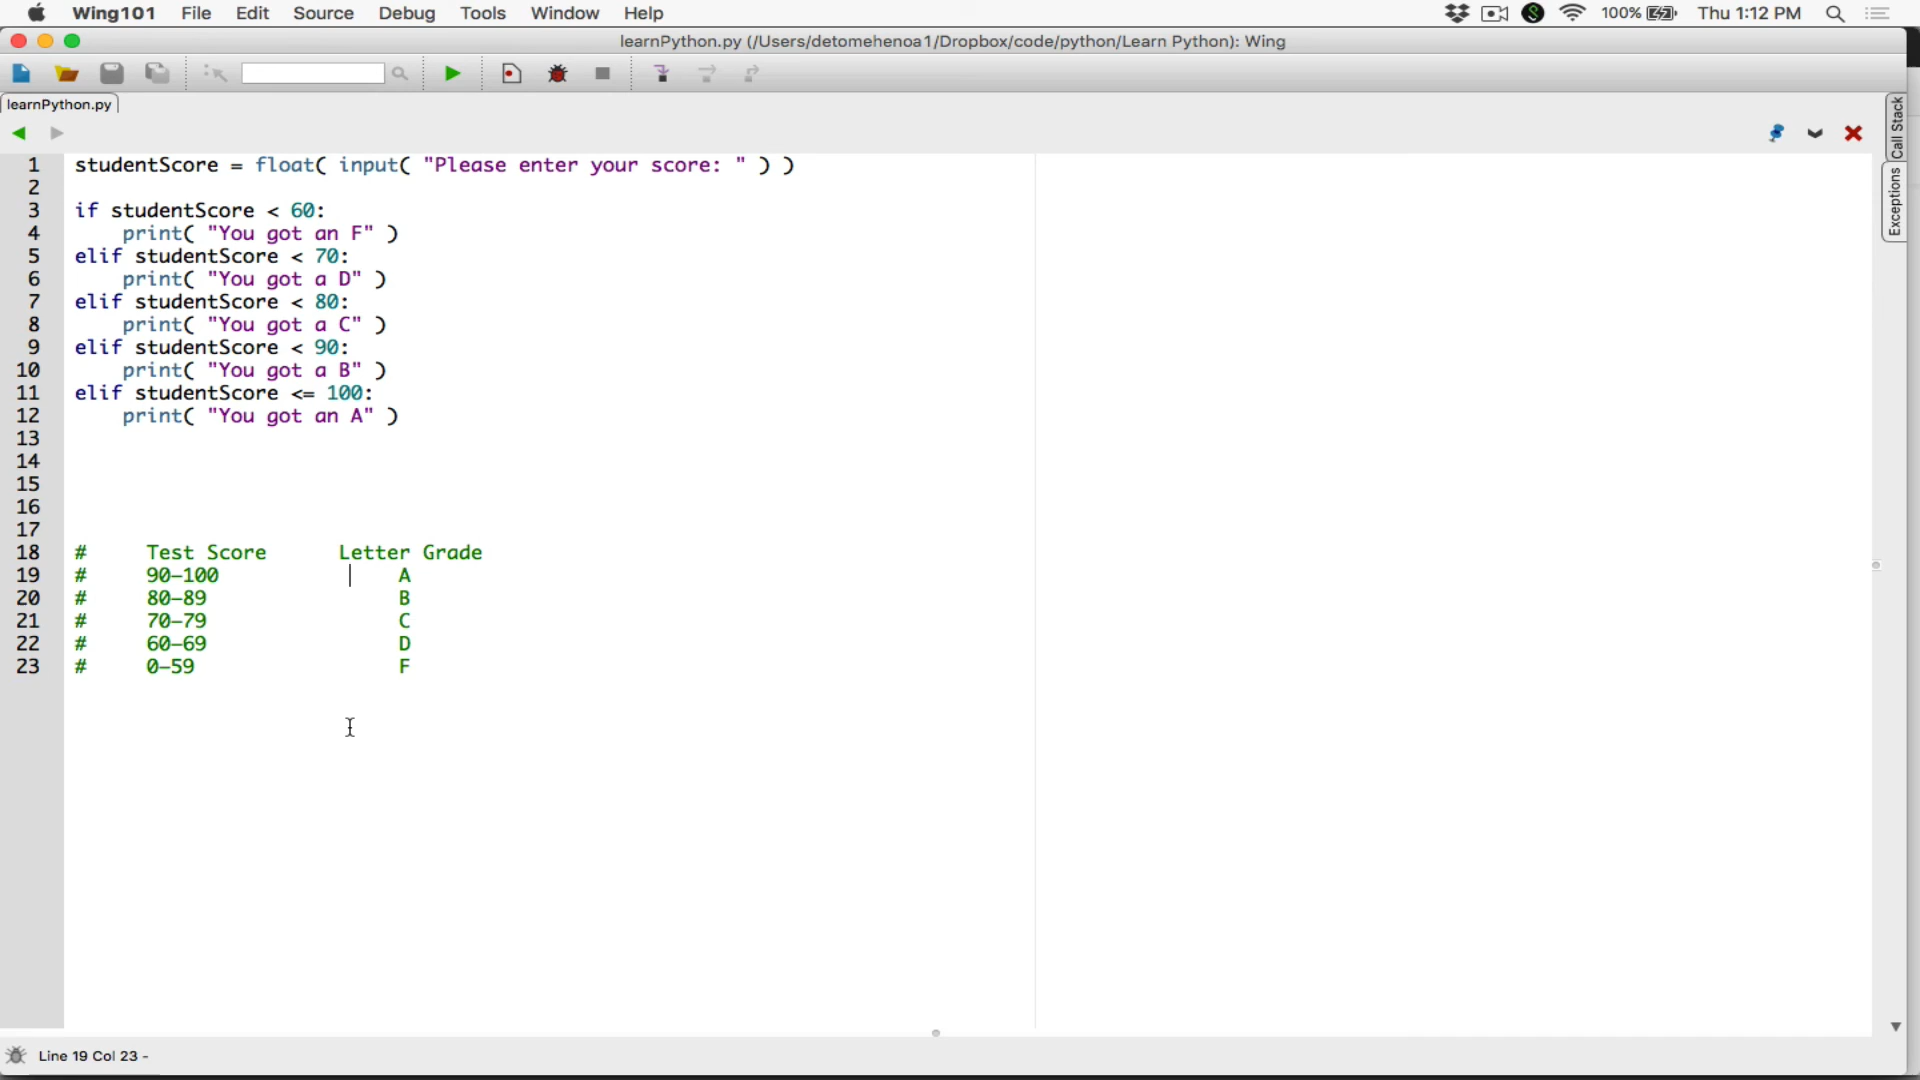 Wing101 File Edit Source Debug Tools Window Help 100% Thu 1:12 PM
learnPython.py (/Users/detomehenoa1/Dropbox/code/python/Learn Python): Wing
learnPython.py
Call Stack
Exceptions
1 studentScore = float( input( "Please enter your score: " ) )
2
3 if studentScore < 60:
4 print( "You got an F" )
5 elif studentScore < 70:
6 print( "You got a D" )
7 elif studentScore < 80:
8 print( "You got a C" )
9 elif studentScore < 90:
10 print( "You got a B" )
11 elif studentScore <= 100:
12 print( "You got an A" )
13
14
15
16
17
18 # Test Score Letter Grade
19 # 90-100 A
20 # 80-89 B
21 # 70-79 C
22 # 60-69 D
23 # 0-59 F
Line 19 Col 23 -